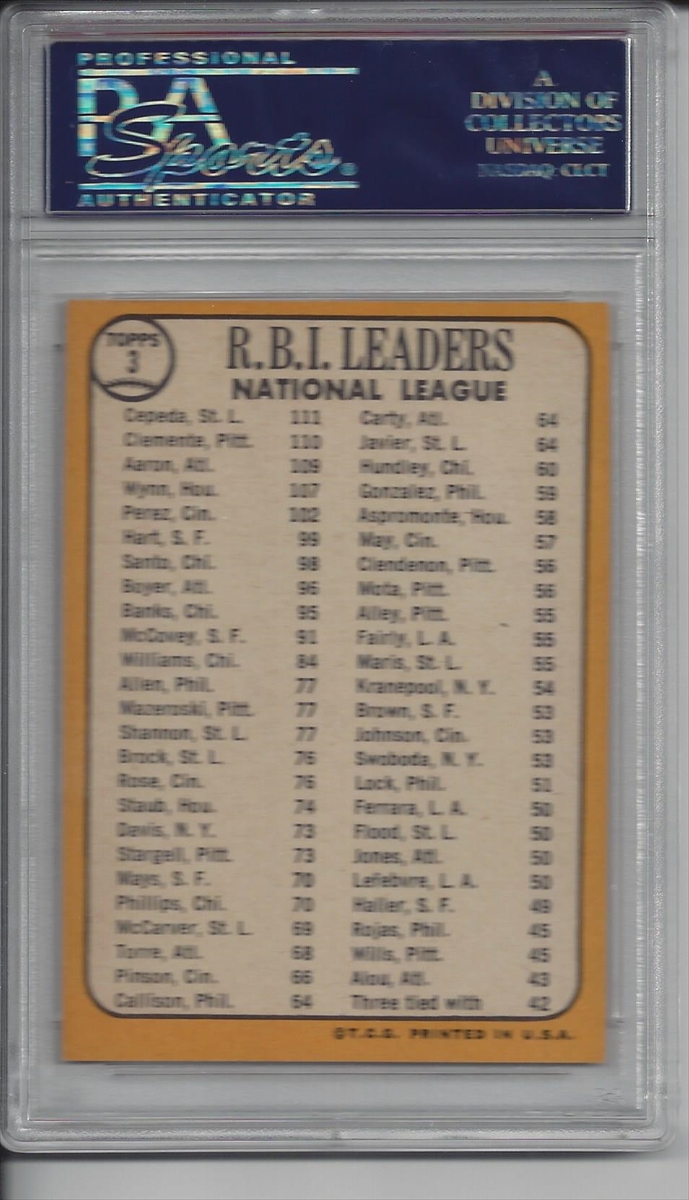 PROFESSIONAL
PSA
Sports®
AUTHENTICATOR
A
DIVISION OF
COLLECTORS
UNIVERSE
NASDAQ: CLCT
TOPPS
3
R.B.I. LEADERS
NATIONAL LEAGUE
Cepeda, St. L. 111
Clemente, Pitt. 110
Aaron, Atl. 109
Wynn, Hou. 107
Perez, Cin. 102
Hart, S. F. 99
Santo, Chi. 98
Boyer, Atl. 96
Banks, Chi. 95
McCovey, S. F. 91
Williams, Chi. 84
Allen, Phil. 77
Mazeroski, Pitt. 77
Shannon, St. L. 77
Brock, St. L. 76
Rose, Cin. 76
Staub, Hou. 74
Davis, N. Y. 73
Stargell, Pitt. 73
Mays, S. F. 70
Phillips, Chi. 70
McCarver, St. L. 69
Torre, Atl. 68
Pinson, Cin. 66
Callison, Phil. 64
Carty, Atl. 64
Javier, St. L. 64
Hundley, Chi. 60
Gonzalez, Phil. 59
Aspromonte, Hou. 58
May, Cin. 57
Clendenon, Pitt. 56
Mota, Pitt. 56
Alley, Pitt. 55
Fairly, L. A. 55
Maris, St. L. 55
Kranepool, N. Y. 54
Brown, S. F. 53
Johnson, Cin. 53
Swoboda, N. Y. 53
Lock, Phil. 51
Ferrara, L. A. 50
Flood, St. L. 50
Jones, Atl. 50
Lefebvre, L. A. 50
Haller, S. F. 49
Rojas, Phil. 45
Wills, Pitt. 45
Alou, Atl. 43
Three tied with 42
©T.C.G. PRINTED IN U.S.A.